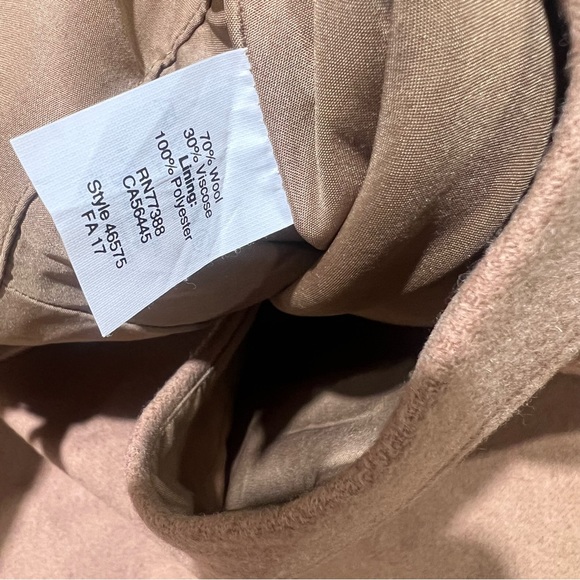 70% Wool
30% Viscose
Lining:
100% Polyester
RN77388
CA56445
Style 46575
FA 17